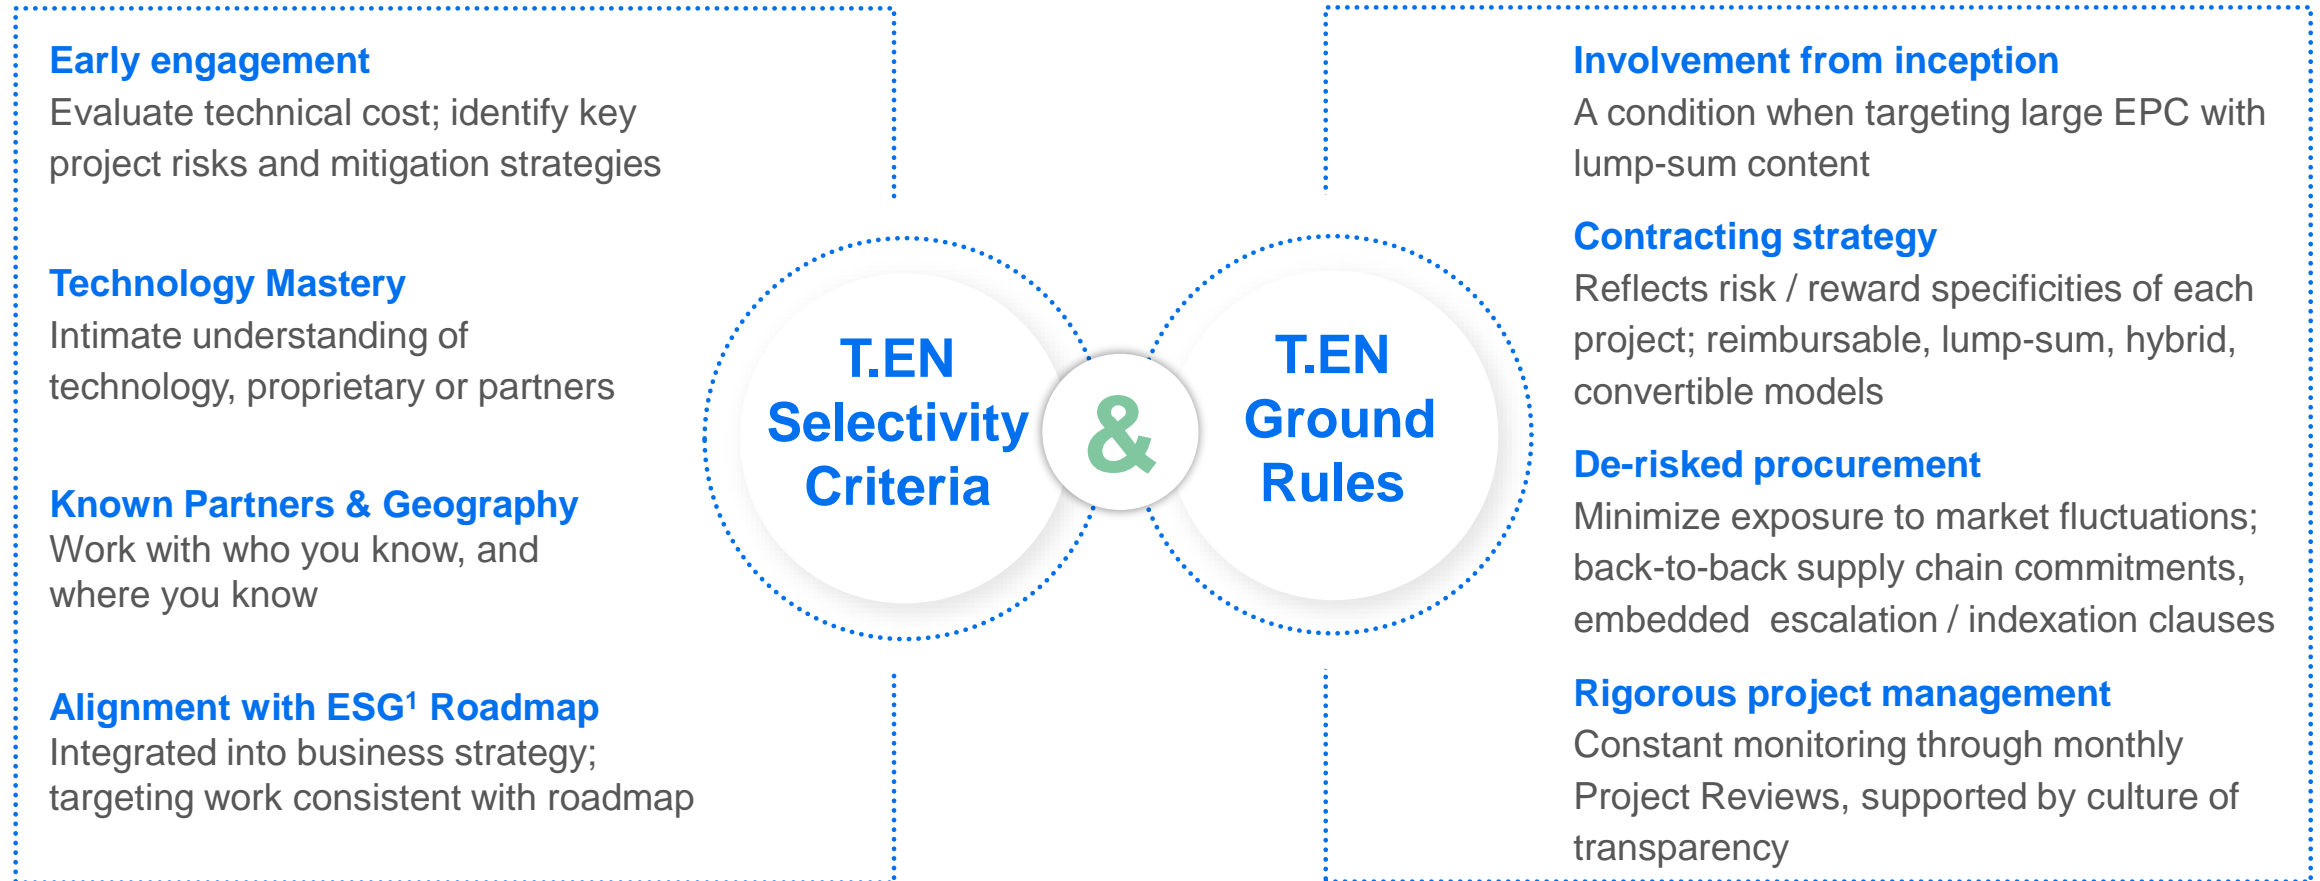 Early engagement
Evaluate technical cost; identify key
project risks and mitigation strategies
Technology Mastery
Intimate understanding of
technology, proprietary or partners
Known Partners & Geography
Work with who you know, and
where you know
Alignment with ESG¹ Roadmap
Integrated into business strategy;
targeting work consistent with roadmap
T.EN
Selectivity
Criteria
&
T.EN
Ground
Rules
Involvement from inception
A condition when targeting large EPC with
lump-sum content
Contracting strategy
Reflects risk / reward specificities of each
project; reimbursable, lump-sum, hybrid,
convertible models
De-risked procurement
Minimize exposure to market fluctuations;
back-to-back supply chain commitments,
embedded  escalation / indexation clauses
Rigorous project management
Constant monitoring through monthly
Project Reviews, supported by culture of
transparency